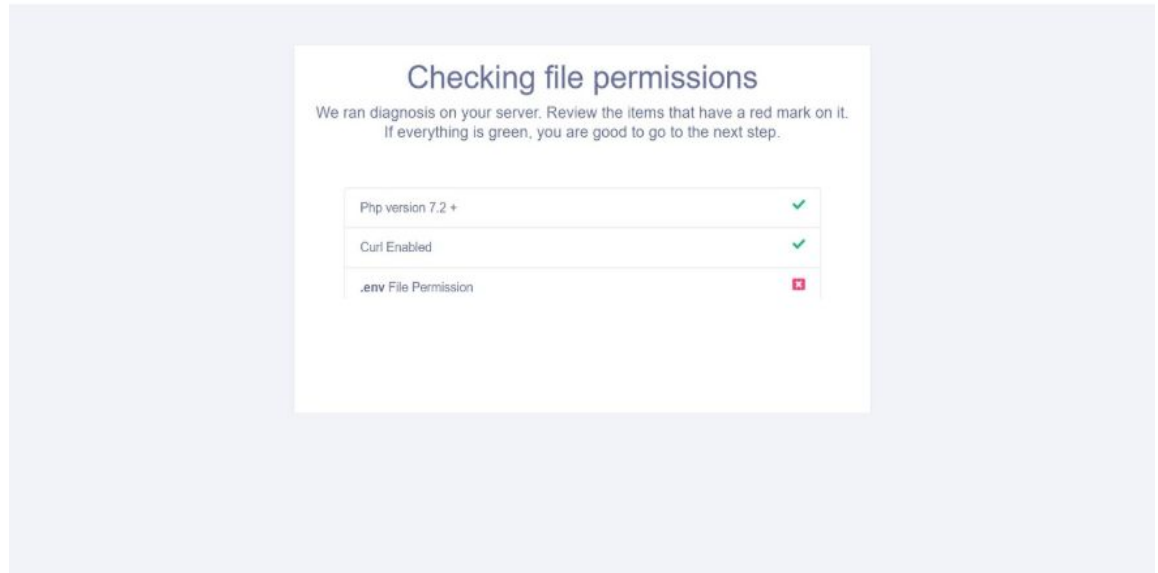 Checking file permissions
We ran diagnosis on your server. Review the items that have a red mark on it.
If everything is green, you are good to go to the next step.
Php version 7.2 +
Curl Enabled
.env File Permission